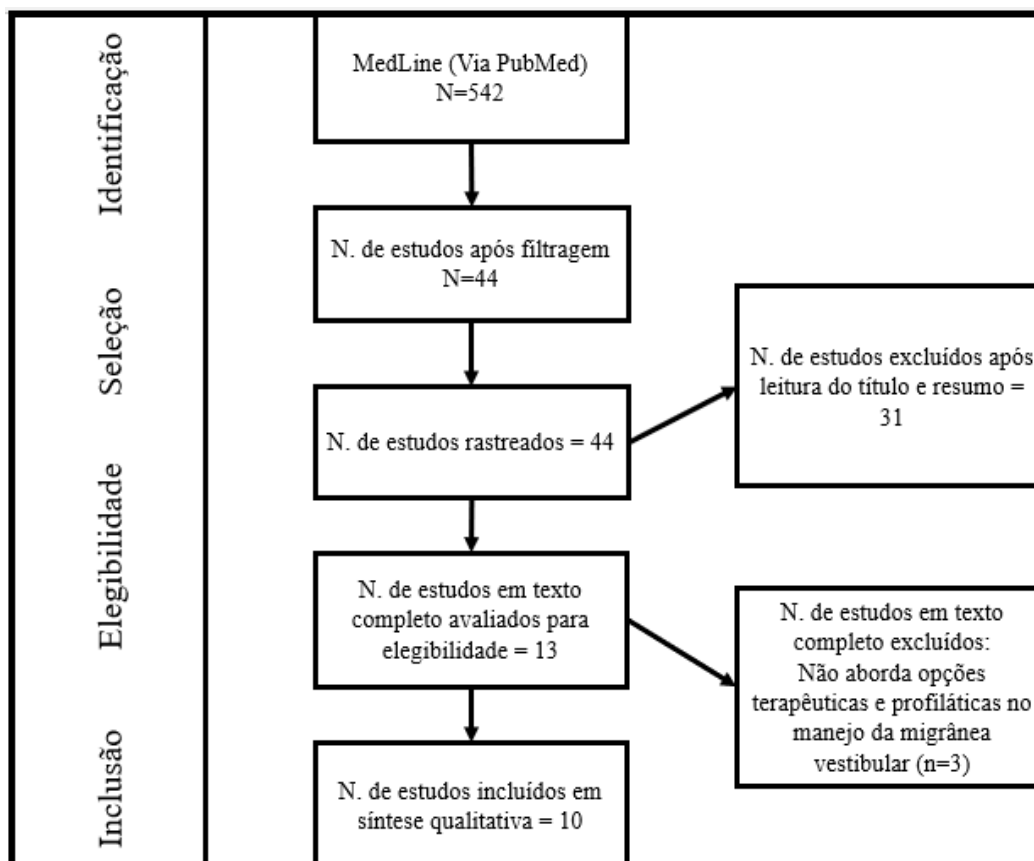 Identificação
MedLine (Via PubMed)
N=542
N. de estudos após filtragem
N=44
Seleção
N. de estudos rastreados = 44
N. de estudos excluídos após
leitura do título e resumo =
31
Elegibilidade
N. de estudos em texto
completo avaliados para
elegibilidade = 13
N. de estudos em texto
completo excluídos:
Não aborda opções
terapêuticas e profiláticas no
manejo da migrânea
vestibular (n=3)
Inclusão
N. de estudos incluídos em
síntese qualitativa = 10